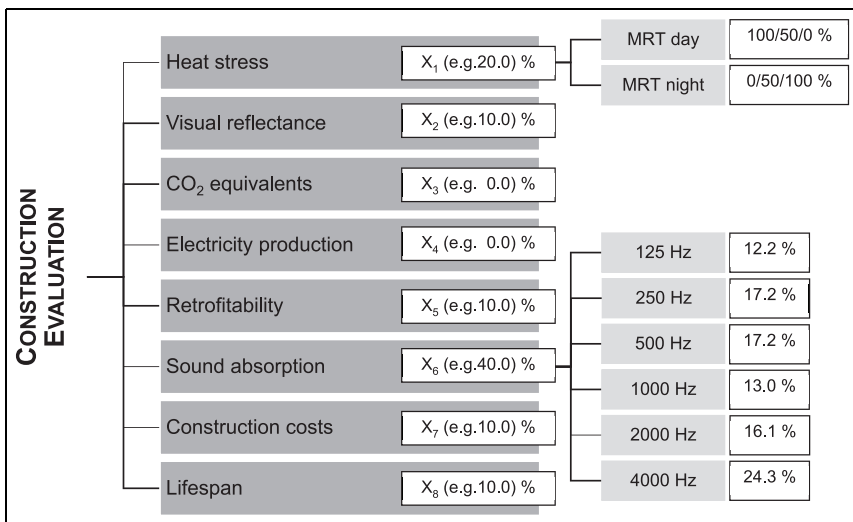 CONSTRUCTION
EVALUATION
Heat stress X₁ (e.g.20.0) %
MRT day 100/50/0 %
MRT night 0/50/100 %
Visual reflectance X₂ (e.g.10.0) %
CO₂ equivalents X₃ (e.g. 0.0) %
Electricity production X₄ (e.g. 0.0) %
Retrofitability X₅ (e.g.10.0) %
Sound absorption X₆ (e.g.40.0) %
125 Hz 12.2 %
250 Hz 17.2 %
500 Hz 17.2 %
1000 Hz 13.0 %
2000 Hz 16.1 %
4000 Hz 24.3 %
Construction costs X₇ (e.g.10.0) %
Lifespan X₈ (e.g.10.0) %